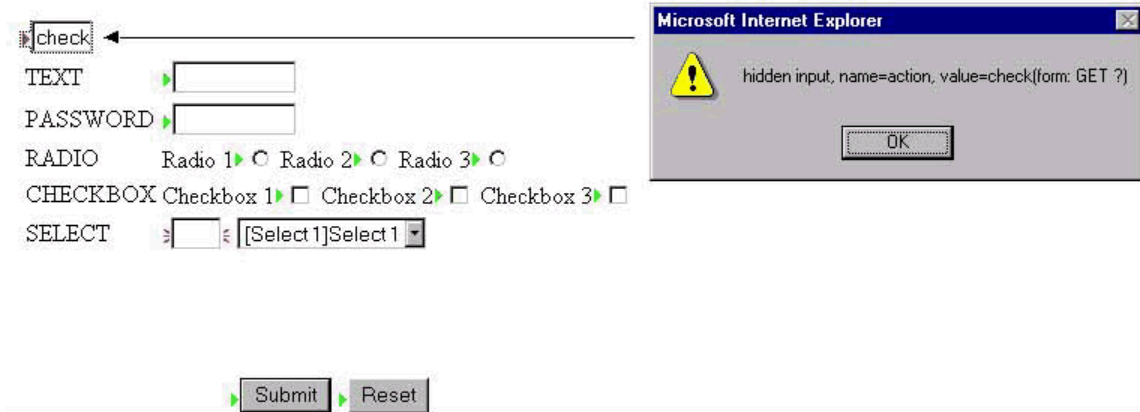 check
TEXT
PASSWORD
RADIO Radio 1 Radio 2 Radio 3
CHECKBOX Checkbox 1 Checkbox 2 Checkbox 3
SELECT [Select 1]Select 1
Submit Reset
Microsoft Internet Explorer
hidden input, name=action, value=check(form: GET ?)
OK